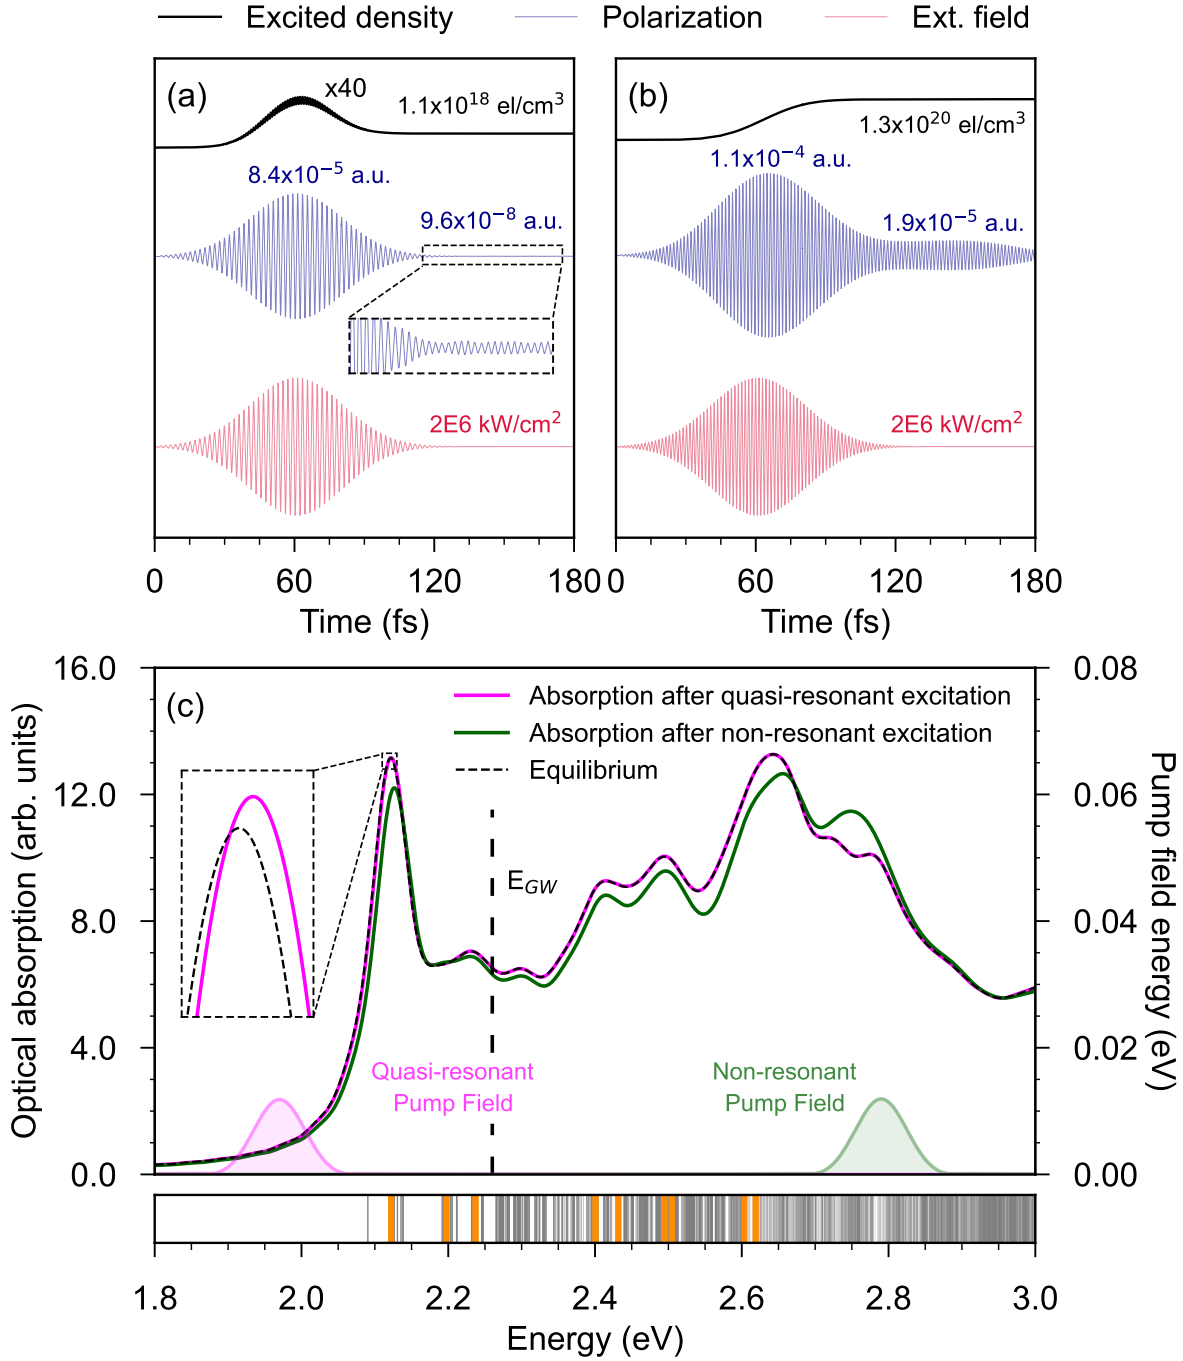 Excited density
Polarization
Ext. field
(a)
x40
1.1x10^18 el/cm^3
8.4x10^−5 a.u.
9.6x10^−8 a.u.
2E6 kW/cm^2
0 60 120 180
Time (fs)
(b)
1.3x10^20 el/cm^3
1.1x10^−4 a.u.
1.9x10^−5 a.u.
2E6 kW/cm^2
0 60 120 180
Time (fs)
(c)
Absorption after quasi-resonant excitation
Absorption after non-resonant excitation
Equilibrium
E_GW
Quasi-resonant
Pump Field
Non-resonant
Pump Field
Optical absorption (arb. units)
16.0
12.0
8.0
4.0
0.0
Pump field energy (eV)
0.08
0.06
0.04
0.02
0.00
1.8 2.0 2.2 2.4 2.6 2.8 3.0
Energy (eV)